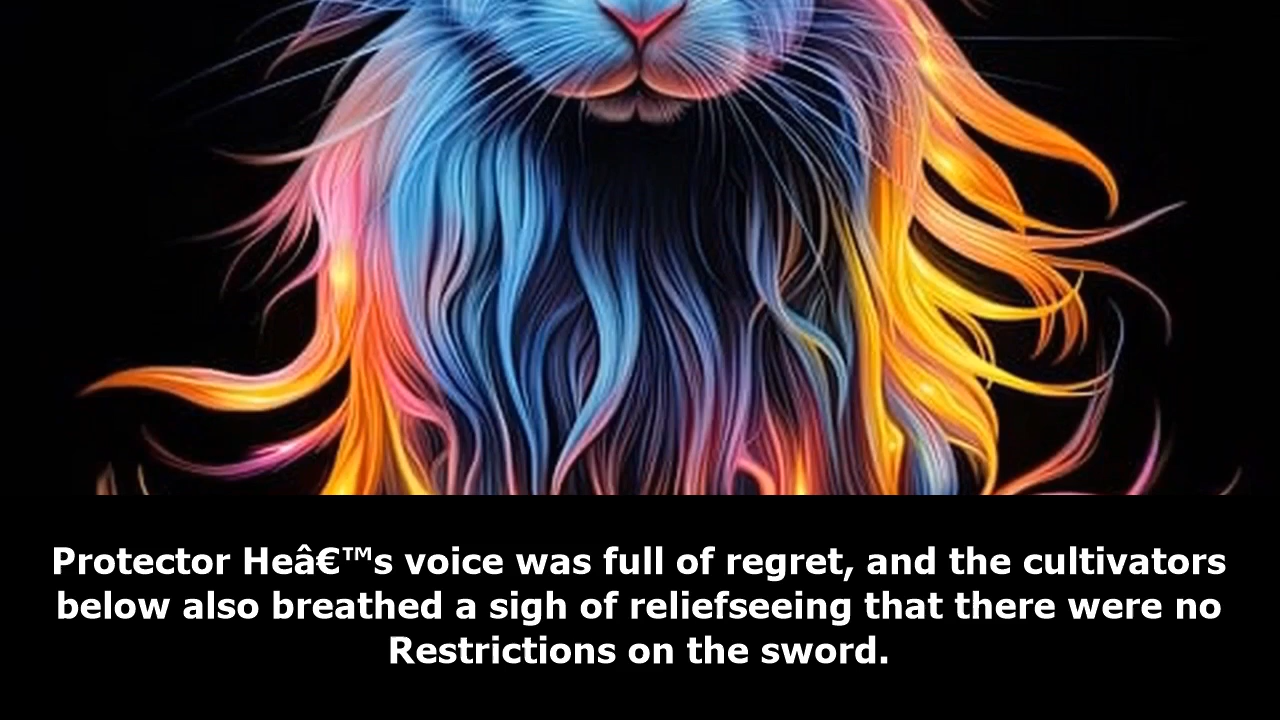 Protector Heâ€™s voice was full of regret, and the cultivators
below also breathed a sigh of reliefseeing that there were no
Restrictions on the sword.